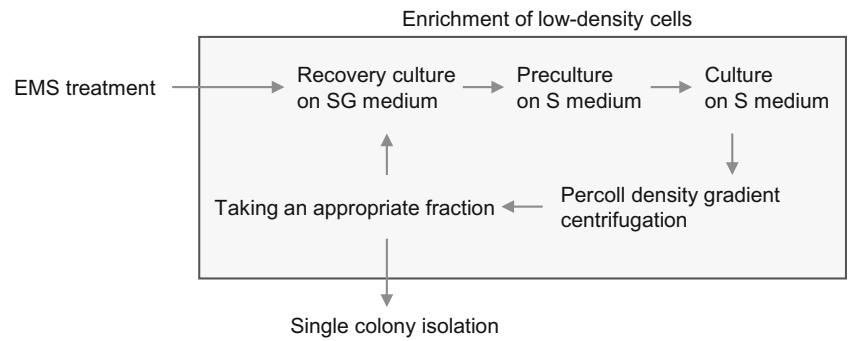 Enrichment of low-density cells
EMS treatment
Recovery culture
on SG medium
Preculture
on S medium
Culture
on S medium
Percoll density gradient
centrifugation
Taking an appropriate fraction
Single colony isolation